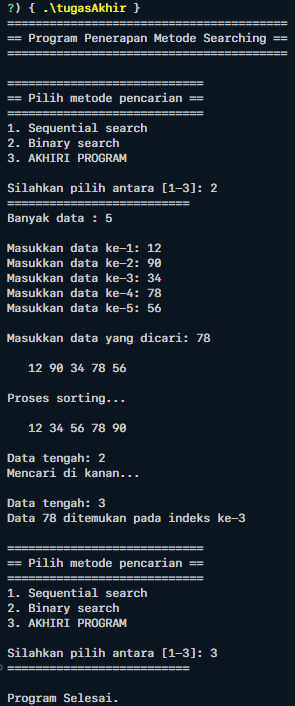 ?) { .\tugasAkhir }
========================================
== Program Penerapan Metode Searching ==
========================================
============================
== Pilih metode pencarian ==
============================
1. Sequential search
2. Binary search
3. AKHIRI PROGRAM
Silahkan pilih antara [1-3]: 2
==========================
Banyak data : 5
Masukkan data ke-1: 12
Masukkan data ke-2: 90
Masukkan data ke-3: 34
Masukkan data ke-4: 78
Masukkan data ke-5: 56
Masukkan data yang dicari: 78
12 90 34 78 56
Proses sorting...
12 34 56 78 90
Data tengah: 2
Mencari di kanan...
Data tengah: 3
Data 78 ditemukan pada indeks ke-3
============================
== Pilih metode pencarian ==
============================
1. Sequential search
2. Binary search
3. AKHIRI PROGRAM
Silahkan pilih antara [1-3]: 3
==========================
Program Selesai.